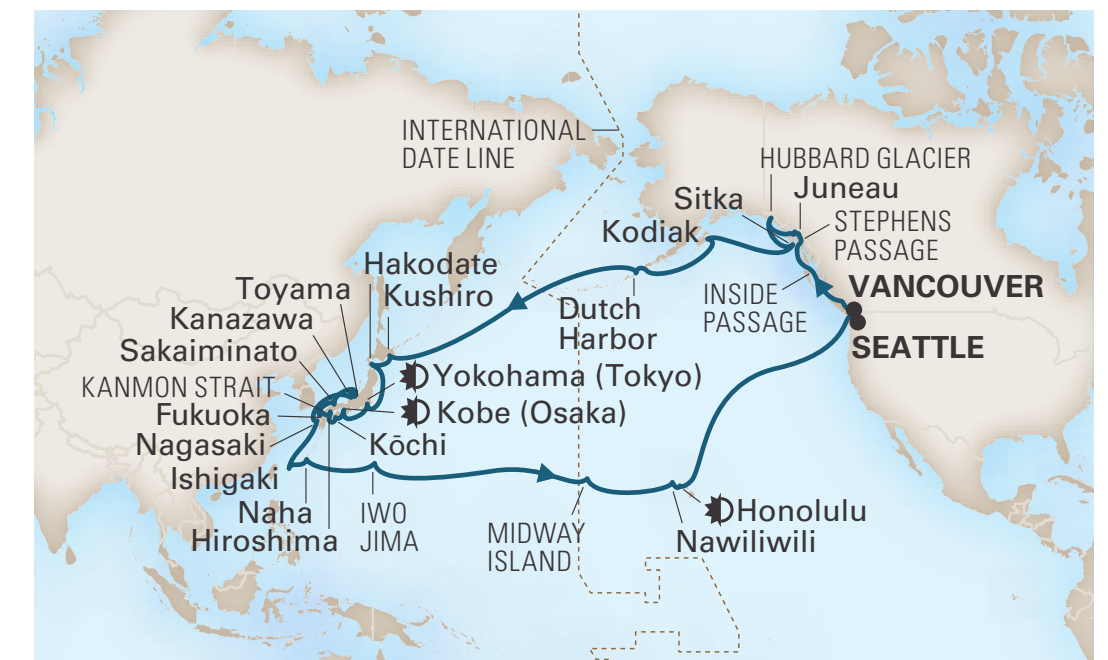 INTERNATIONAL
DATE LINE
HUBBARD GLACIER
Juneau
Sitka
STEPHENS
PASSAGE
Kodiak
Hakodate
Kushiro
Toyama
VANCOUVER
INSIDE
PASSAGE
Dutch
Harbor
Kanazawa
Sakaiminato
SEATTLE
KANMON STRAIT
Yokohama (Tokyo)
Fukuoka
Kobe (Osaka)
Nagasaki
Kōchi
Ishigaki
Naha
Hiroshima
IWO
JIMA
MIDWAY
ISLAND
Honolulu
Nawiliwili